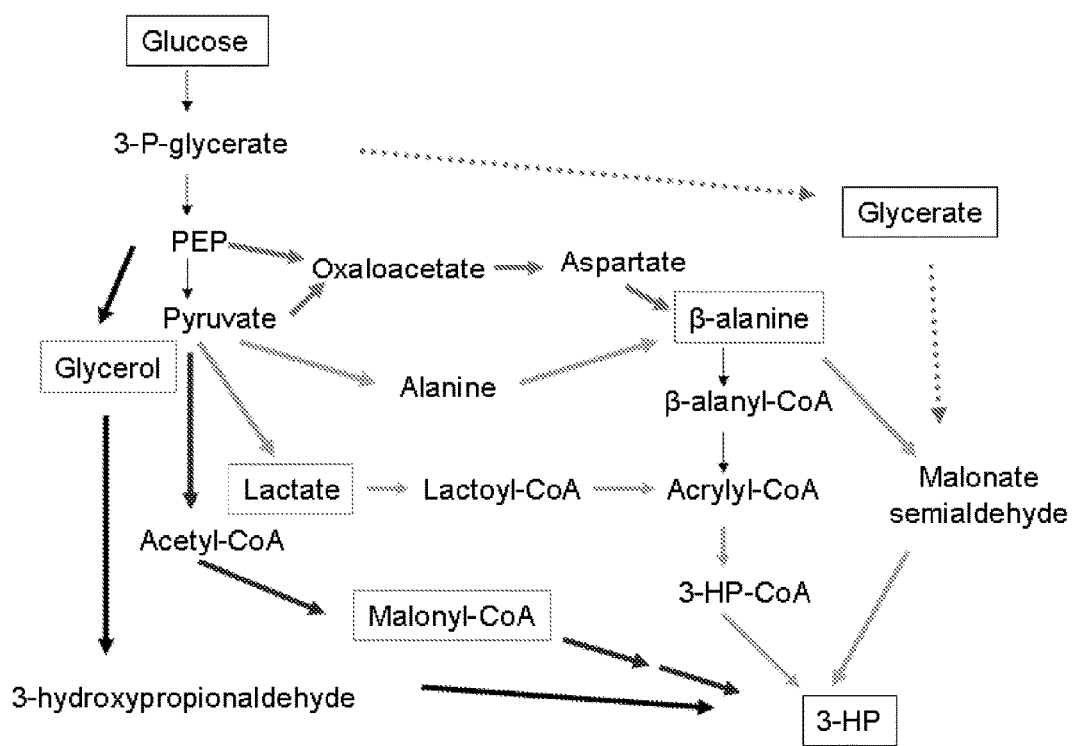 Glucose
3-P-glycerate
Glycerate
PEP
Oxaloacetate
Aspartate
Pyruvate
β-alanine
Glycerol
Alanine
β-alanyl-CoA
Lactate
Lactoyl-CoA
Acrylyl-CoA
Malonate
semialdehyde
Acetyl-CoA
3-HP-CoA
Malonyl-CoA
3-hydroxypropionaldehyde
3-HP